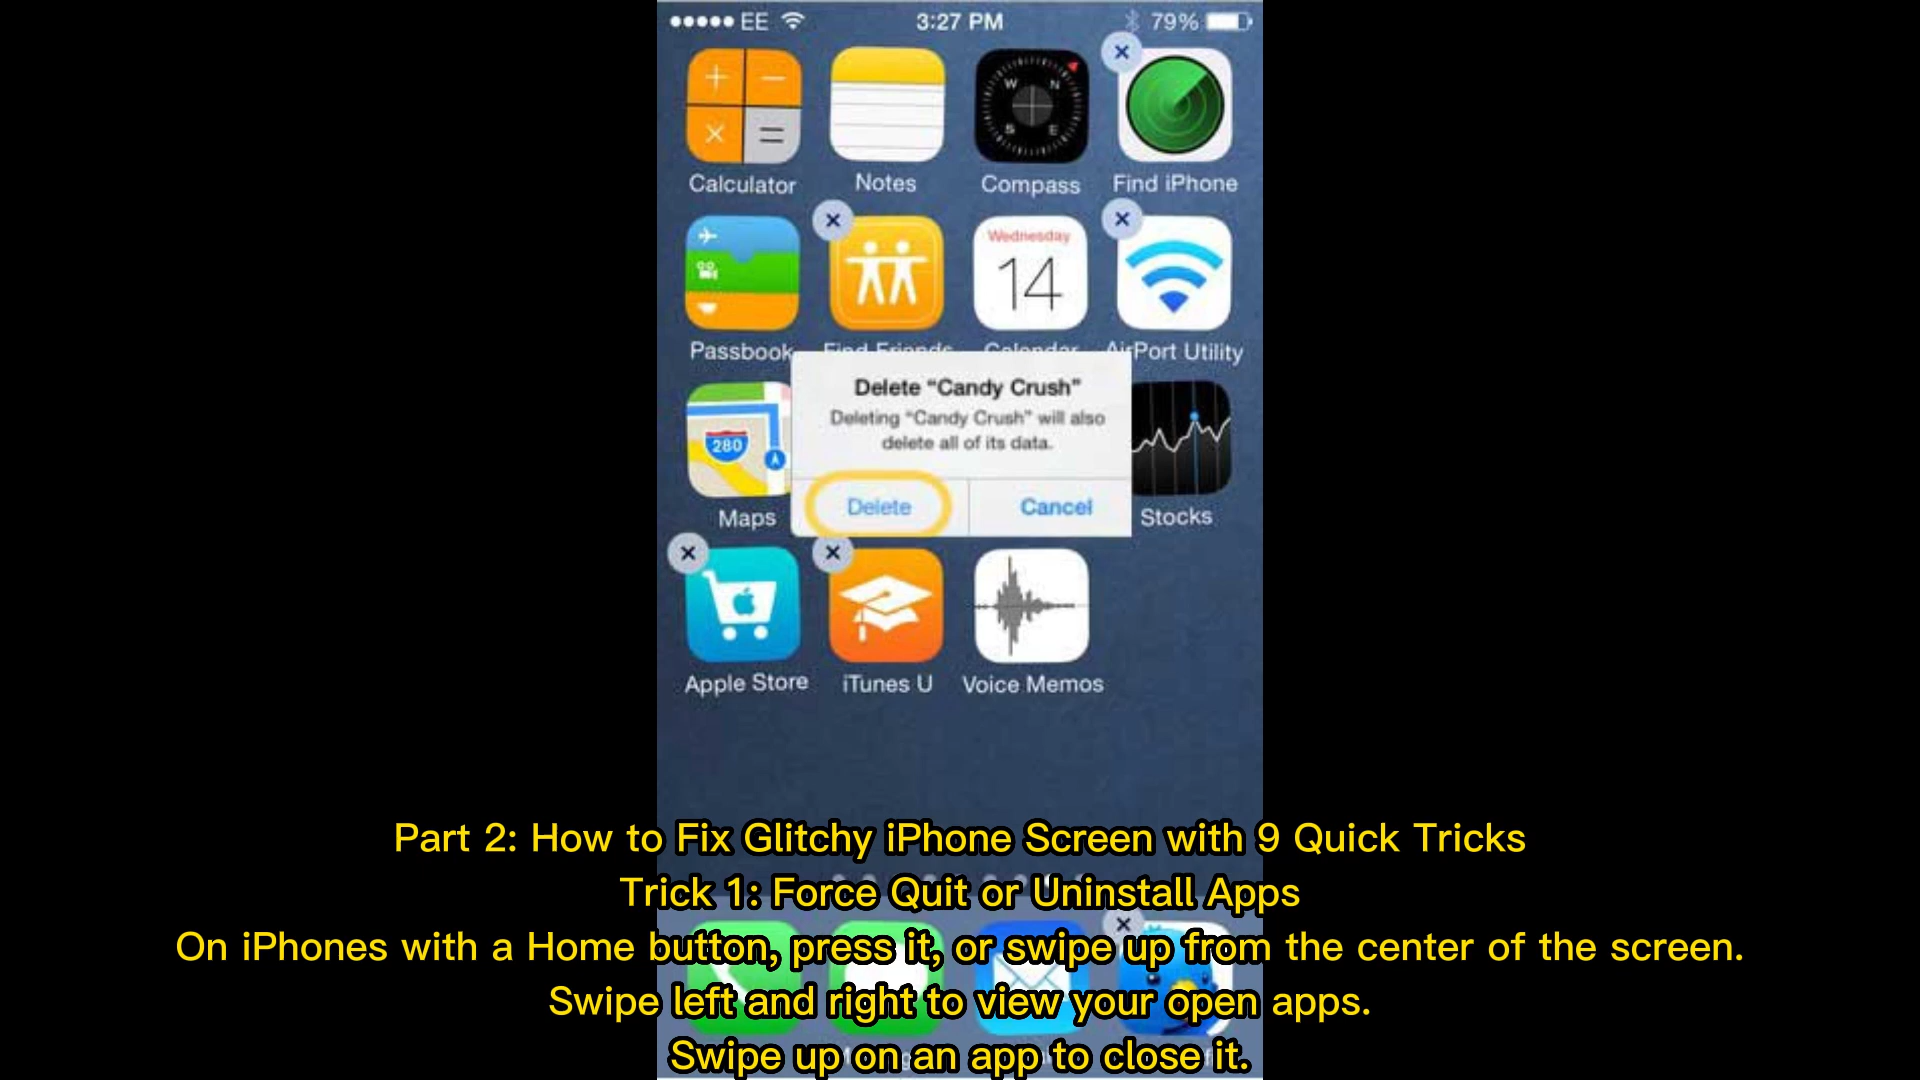 EE 3:27 PM 79%
Calculator Notes Compass Find iPhone
W N
S E
Wednesday
14
Passbook Find Friends Calendar AirPort Utility
Delete “Candy Crush”
Deleting “Candy Crush” will also
delete all of its data.
280
Delete Cancel
Maps Stocks
Apple Store iTunes U Voice Memos
Part 2: How to Fix Glitchy iPhone Screen with 9 Quick Tricks
Trick 1: Force Quit or Uninstall Apps
On iPhones with a Home button, press it, or swipe up from the center of the screen.
Swipe left and right to view your open apps.
Swipe up on an app to close it.